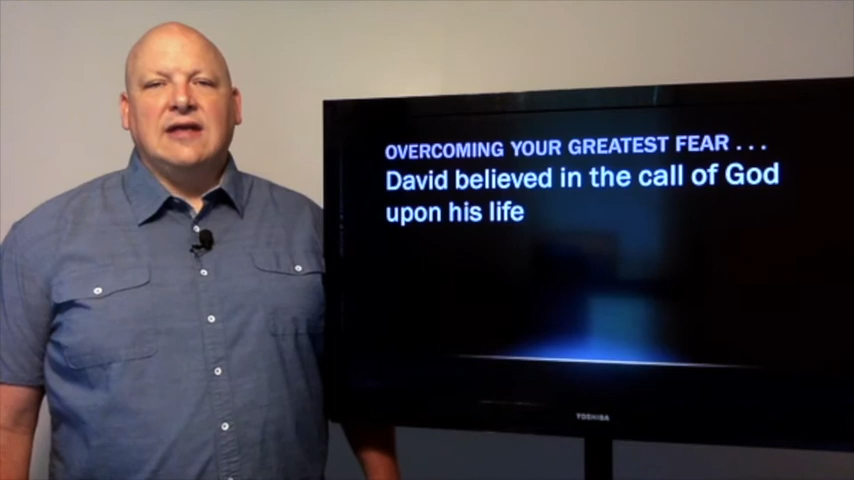 OVERCOMING YOUR GREATEST FEAR . . .
David believed in the call of God
upon his life
TOSHIBA